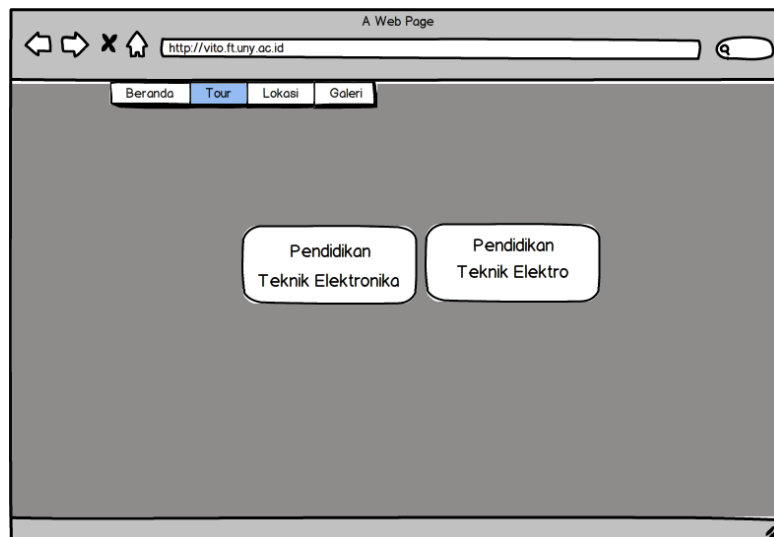 A Web Page
http://vito.ft.uny.ac.id
Beranda Tour Lokasi Galeri
Pendidikan
Teknik Elektronika
Pendidikan
Teknik Elektro